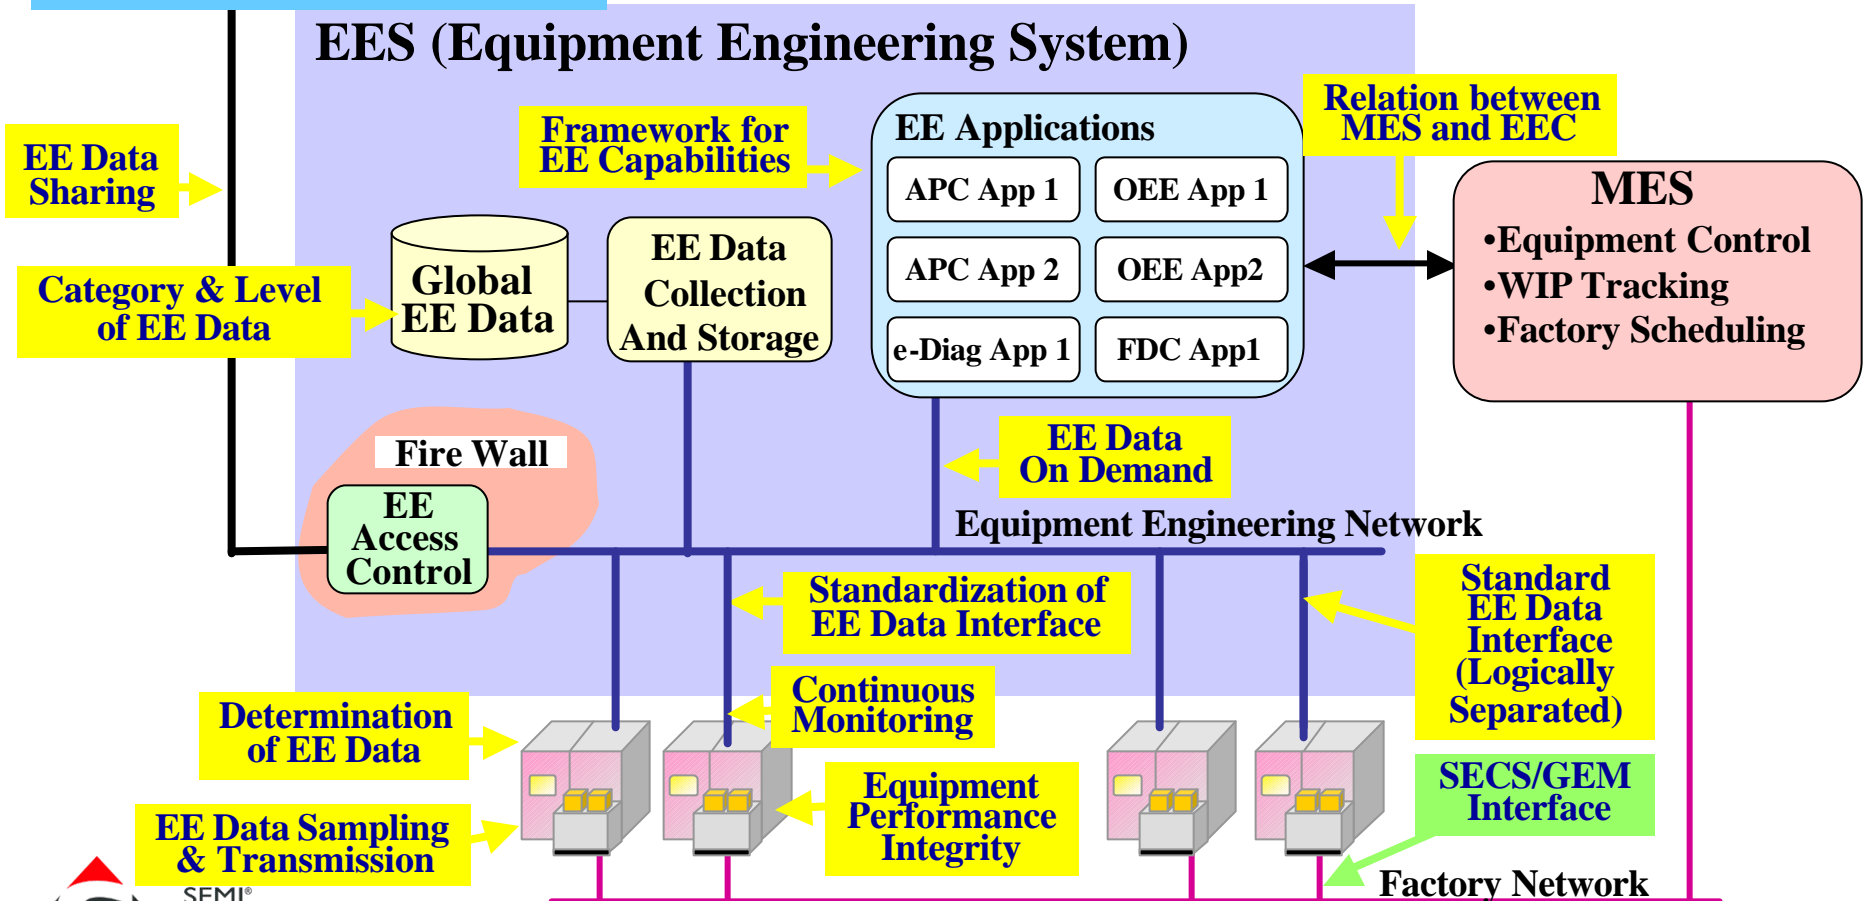 EES (Equipment Engineering System)
EE Data
Sharing
Framework for
EE Capabilities
EE Applications
APC App 1
OEE App 1
APC App 2
OEE App2
e-Diag App 1
FDC App1
Relation between
MES and EEC
MES
•Equipment Control
•WIP Tracking
•Factory Scheduling
Category & Level
of EE Data
Global
EE Data
EE Data
Collection
And Storage
Fire Wall
EE
Access
Control
EE Data
On Demand
Equipment Engineering Network
Standardization of
EE Data Interface
Standard
EE Data
Interface
(Logically
Separated)
Continuous
Monitoring
Determination
of EE Data
Equipment
Performance
Integrity
SECS/GEM
Interface
EE Data Sampling
& Transmission
Factory Network
SEMI®